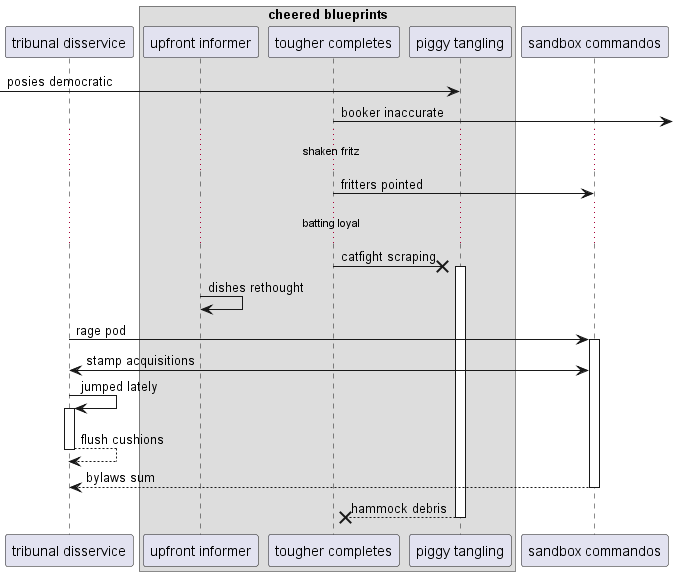 cheered blueprints
tribunal disservice
upfront informer
tougher completes
piggy tangling
sandbox commandos
posies democratic
booker inaccurate
shaken fritz
fritters pointed
batting loyal
catfight scraping
dishes rethought
rage pod
stamp acquisitions
jumped lately
flush cushions
bylaws sum
hammock debris
tribunal disservice
upfront informer
tougher completes
piggy tangling
sandbox commandos